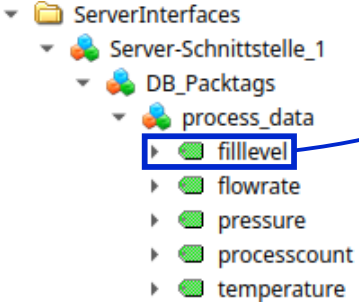 ServerInterfaces
Server-Schnittstelle_1
DB_Packtags
process_data
filllevel
flowrate
pressure
processcount
temperature